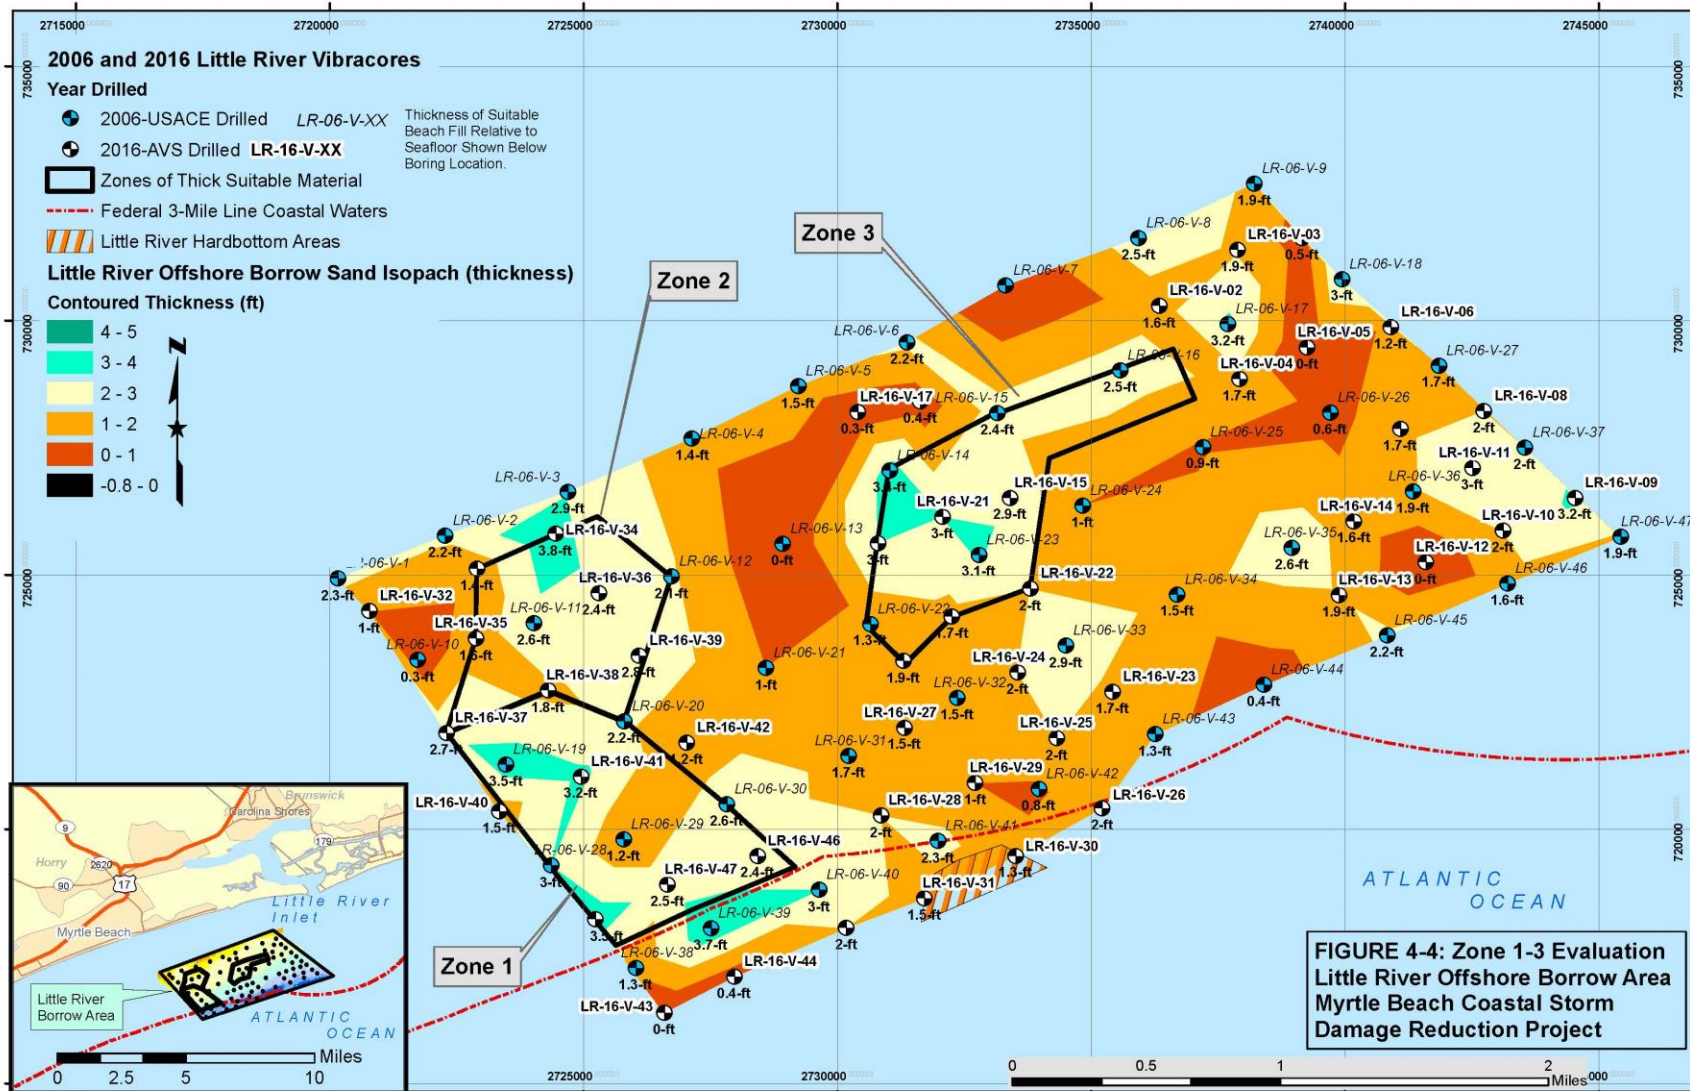 2715000
2720000
2725000
2730000
2735000
2740000
2745000
735000
730000
725000
720000
735000
730000
725000
720000
2006 and 2016 Little River Vibracores
Year Drilled
2006-USACE Drilled LR-06-V-XX
2016-AVS Drilled LR-16-V-XX
Thickness of Suitable
Beach Fill Relative to
Seafloor Shown Below
Boring Location.
Zones of Thick Suitable Material
Federal 3-Mile Line Coastal Waters
Little River Hardbottom Areas
Little River Offshore Borrow Sand Isopach (thickness)
Contoured Thickness (ft)
4 - 5
3 - 4
2 - 3
1 - 2
0 - 1
-0.8 - 0
N
Zone 2
Zone 3
Zone 1
LR-06-V-9
1.9-ft
LR-06-V-8
2.5-ft
LR-16-V-03
1.9-ft
0.5-ft
LR-06-V-7
LR-06-V-18
3-ft
LR-16-V-02
1.6-ft
LR-06-V-17
3.2-ft
LR-16-V-06
1.2-ft
LR-16-V-05
0-ft
LR-06-V-6
2.2-ft
LR-06-V-16
2.5-ft
LR-16-V-04
1.7-ft
LR-06-V-27
1.7-ft
LR-06-V-5
1.5-ft
LR-16-V-17
0.3-ft
0.4-ft
LR-06-V-15
2.4-ft
LR-06-V-26
0.6-ft
LR-16-V-08
2-ft
1.7-ft
LR-06-V-4
1.4-ft
LR-06-V-25
0.9-ft
LR-06-V-37
2-ft
LR-16-V-11
3-ft
LR-06-V-14
3.4-ft
LR-06-V-3
2.9-ft
LR-16-V-15
2.9-ft
LR-06-V-24
1-ft
LR-06-V-36
1.9-ft
LR-16-V-09
3.2-ft
LR-06-V-2
2.2-ft
LR-16-V-34
3.8-ft
LR-16-V-21
3-ft
LR-16-V-14
1.6-ft
LR-16-V-10
2-ft
LR-06-V-47
1.9-ft
LR-06-V-13
0-ft
3-ft
LR-06-V-23
3.1-ft
LR-06-V-35
2.6-ft
LR-16-V-12
0-ft
LR-06-V-12
2.1-ft
1.4-ft
-06-V-1
2.3-ft
LR-16-V-36
2.4-ft
LR-16-V-22
2-ft
LR-06-V-34
1.5-ft
LR-16-V-13
1.9-ft
LR-06-V-46
1.6-ft
LR-16-V-32
1-ft
LR-06-V-11
2.6-ft
LR-06-V-22
1.3-ft
1.7-ft
LR-16-V-35
1.6-ft
LR-06-V-45
2.2-ft
LR-06-V-10
0.3-ft
LR-16-V-39
2.8-ft
LR-06-V-21
1-ft
1.9-ft
LR-06-V-33
2.9-ft
LR-16-V-24
2-ft
LR-16-V-38
1.8-ft
LR-06-V-32
1.5-ft
LR-16-V-23
1.7-ft
LR-06-V-44
0.4-ft
LR-16-V-37
2.7-ft
LR-06-V-20
2.2-ft
LR-16-V-42
1.2-ft
LR-16-V-27
1.5-ft
LR-16-V-25
2-ft
LR-06-V-43
1.3-ft
LR-06-V-19
3.5-ft
LR-16-V-41
3.2-ft
LR-06-V-31
1.7-ft
LR-16-V-29
1-ft
LR-06-V-42
0.8-ft
LR-16-V-40
1.5-ft
LR-06-V-30
2.6-ft
LR-16-V-28
2-ft
LR-16-V-26
2-ft
LR-06-V-29
1.2-ft
LR-06-V-41
2.3-ft
LR-16-V-46
2.4-ft
LR-16-V-30
1.3-ft
LR-06-V-28
3-ft
LR-16-V-47
2.5-ft
LR-06-V-40
3-ft
LR-16-V-31
1.5-ft
LR-06-V-39
3.7-ft
2-ft
LR-06-V-38
1.3-ft
LR-16-V-44
0.4-ft
LR-16-V-43
0-ft
ATLANTIC
OCEAN
Brunswick
Carolina Shores
9
179
Horry
2620
90
17
Little River
Inlet
Myrtle Beach
Little River
Borrow Area
ATLANTIC
OCEAN
Miles
0 2.5 5 10
FIGURE 4-4: Zone 1-3 Evaluation
Little River Offshore Borrow Area
Myrtle Beach Coastal Storm
Damage Reduction Project
0 0.5 1 2
Miles
2725000
2730000
2735000
2740000